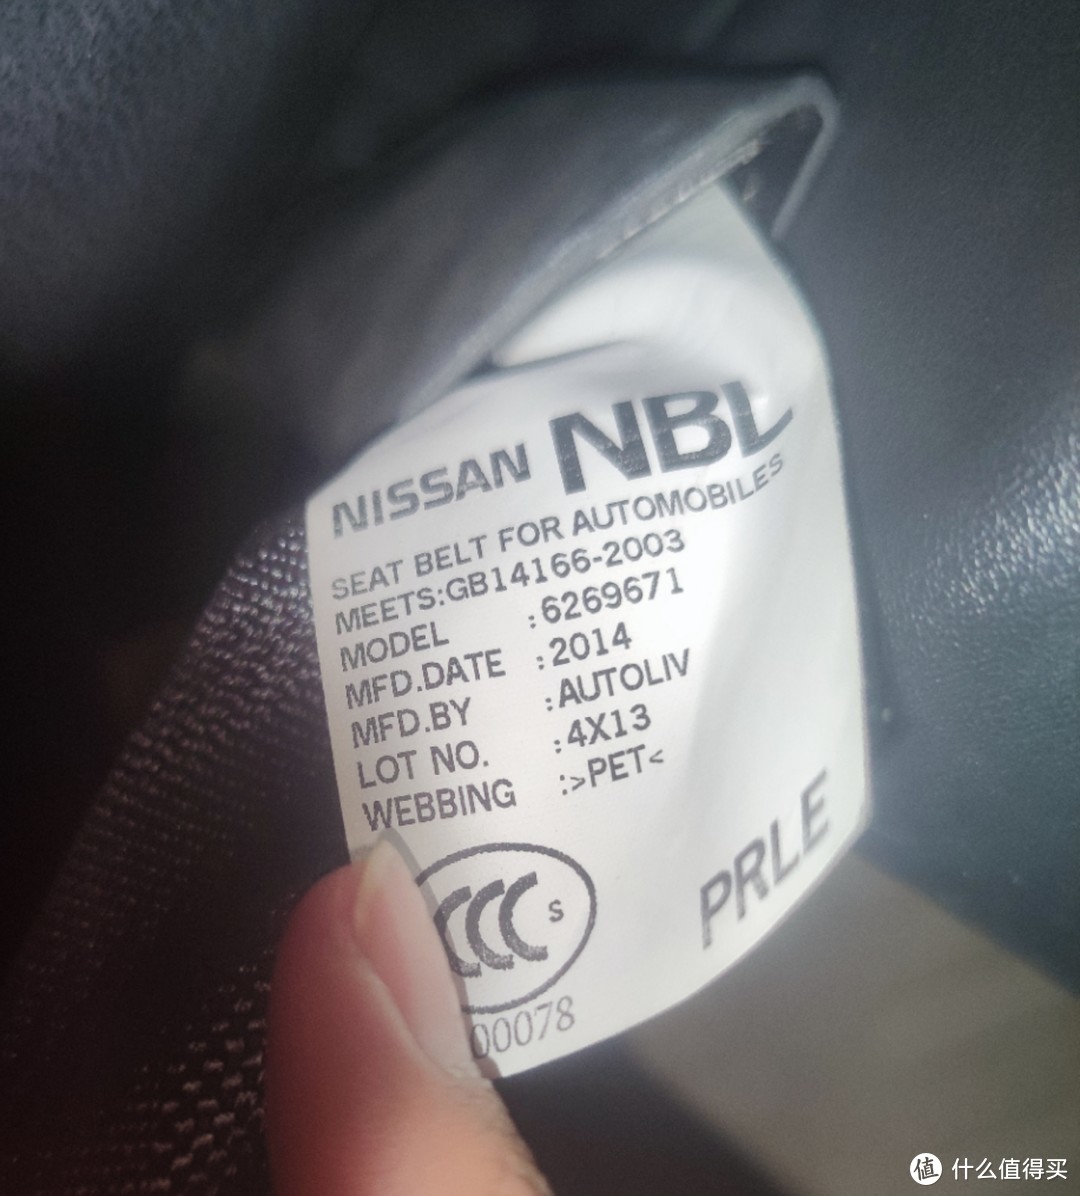 NISSAN NBL
SEAT BELT FOR AUTOMOBILES
MEETS:GB14166-2003
MODEL :6269671
MFD.DATE :2014
MFD.BY :AUTOLIV
LOT NO. :4X13
WEBBING :>PET<
CCC S
PRLE
00078
值 什么值得买